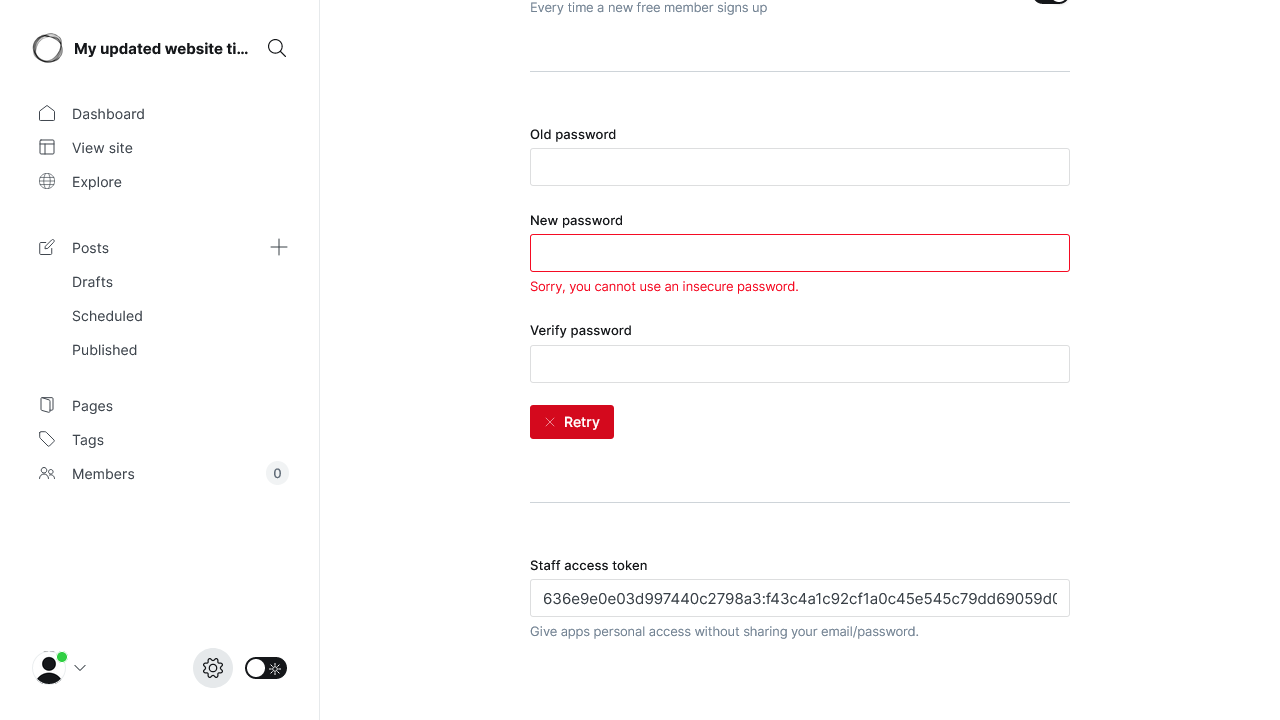 My updated website ti...
Dashboard
View site
Explore
Posts
Drafts
Scheduled
Published
Pages
Tags
Members
0
Every time a new free member signs up
Old password
New password
Sorry, you cannot use an insecure password.
Verify password
Retry
Staff access token
636e9e0e03d997440c2798a3:f43c4a1c92cf1a0c45e545c79dd69059d0
Give apps personal access without sharing your email/password.